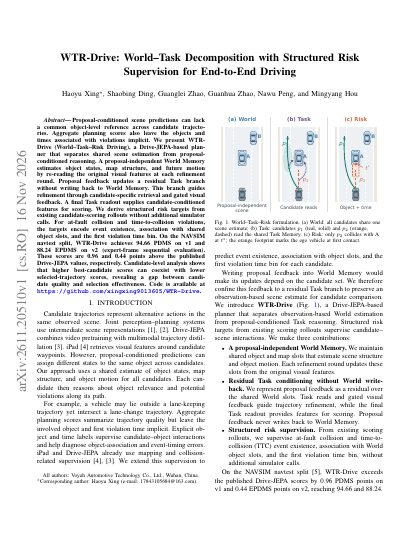 WTR-Drive: World–Task Decomposition with Structured Risk
Supervision for End-to-End Driving
Haoyu Xing*, Shaobing Ding, Guanglei Zhao, Guanhua Zhao, Nawu Peng, and Mingyang Hou
Abstract— Proposal-conditioned scene predictions can lack
a common object-level reference across candidate trajecto-
ries. Aggregate planning scores also leave the objects and
times associated with violations implicit. We present WTR-
Drive (World–Task–Risk Driving), a Drive-JEPA-based plan-
ner that separates shared scene estimation from proposal-
conditioned reasoning. A proposal-independent World Memory
estimates object states, map structure, and future motion
by re-reading the original visual features at each refinement
round. Proposal feedback updates a residual Task branch
without writing back to World Memory. This branch guides
refinement through candidate-specific retrieval and gated visual
feedback. A final Task readout supplies candidate-conditioned
features for scoring. We derive structured risk targets from
existing candidate-scoring rollouts without additional simulator
calls. For at-fault collision and time-to-collision violations,
the targets encode event existence, association with shared
object slots, and the first violation time bin. On the NAVSIM
navtest split, WTR-Drive achieves 94.66 PDMS on v1 and
88.24 EPDMS on v2 (expert-frame sequential evaluation).
These scores are 0.96 and 0.44 points above the published
Drive-JEPA values, respectively. Candidate-level analysis shows
that higher best-candidate scores can coexist with lower
selected-trajectory scores, revealing a gap between candi-
date quality and selection effectiveness. Code is available at
https://github.com/xingxing9013605/WTR-Drive.
I. INTRODUCTION
Candidate trajectories represent alternative actions in the
same observed scene. Joint perception–planning systems
use intermediate scene representations [1], [2]. Drive-JEPA
combines video pretraining with multimodal trajectory distil-
lation [3]. iPad [4] retrieves visual features around candidate
waypoints. However, proposal-conditioned predictions can
assign different states to the same object across candidates.
Our approach uses a shared estimate of object states, map
structure, and object motion for all candidates. Each can-
didate then reasons about object relevance and potential
violations along its path.
For example, a vehicle may lie outside a lane-keeping
trajectory yet intersect a lane-change trajectory. Aggregate
planning scores summarize trajectory quality but leave the
involved object and first violation time implicit. Explicit ob-
ject and time labels supervise candidate–object interactions
and help diagnose object-association and event-timing errors.
iPad and Drive-JEPA already use mapping and collision-
related supervision [4], [3]. We extend this supervision to
All authors: Voyah Automotive Technology Co., Ltd., Wuhan, China.
*Corresponding author: Haoyu Xing (e-mail: 17843105684@163.com)
(a) World
(b) Task
(c) Risk
Proposal-independent
scene
Candidate reads
Object + time
Fig. 1: World-Task-Risk formulation. (a) World: all candidates share one
scene estimate; (b) Task: candidates p1 (teal, solid) and p2 (orange,
dashed) read the shared Task Memory; (c) Risk: only p2 collides with A
at t*; the orange footprint marks the ego vehicle at first contact.
predict event existence, association with object slots, and the
first violation time bin for each candidate.
Writing proposal feedback into World Memory would
make its updates depend on the candidate set. We therefore
confine this feedback to a residual Task branch to preserve an
observation-based scene estimate for candidate comparison.
We introduce WTR-Drive (Fig. 1), a Drive-JEPA-based
planner that separates observation-based World estimation
from proposal-conditioned Task reasoning. Structured risk
targets from existing scoring rollouts supervise candidate–
scene interactions. We make three contributions:
• A proposal-independent World Memory. We maintain
shared object and map slots that estimate scene structure
and object motion. Each refinement round updates these
slots from the original visual features.
• Residual Task conditioning without World write-
back. We represent proposal feedback as a residual over
the shared World slots. Task reads and gated visual
feedback guide trajectory refinement, while the final
Task readout provides features for scoring. Proposal
feedback never writes back to World Memory.
• Structured risk supervision. From existing scoring
rollouts, we supervise at-fault collision and time-to-
collision (TTC) event existence, association with World
object slots, and the first violation time bin, without
additional simulator calls.
On the NAVSIM navtest split [5], WTR-Drive exceeds
the published Drive-JEPA scores by 0.96 PDMS points on
v1 and 0.44 EPDMS points on v2, reaching 94.66 and 88.24.
arXiv:2611.20510v1 [cs.RO] 16 Nov 2026